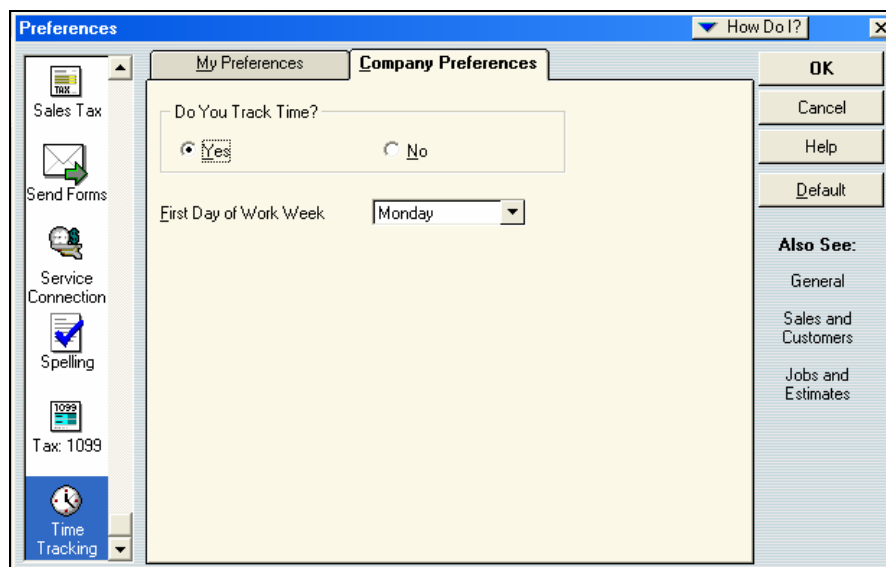 Preferences
How Do I?
TAX
Sales Tax
Send Forms
Service
Connection
Spelling
1099
Tax: 1099
Time
Tracking
My Preferences
Company Preferences
Do You Track Time?
Yes
No
First Day of Work Week
Monday
OK
Cancel
Help
Default
Also See:
General
Sales and
Customers
Jobs and
Estimates